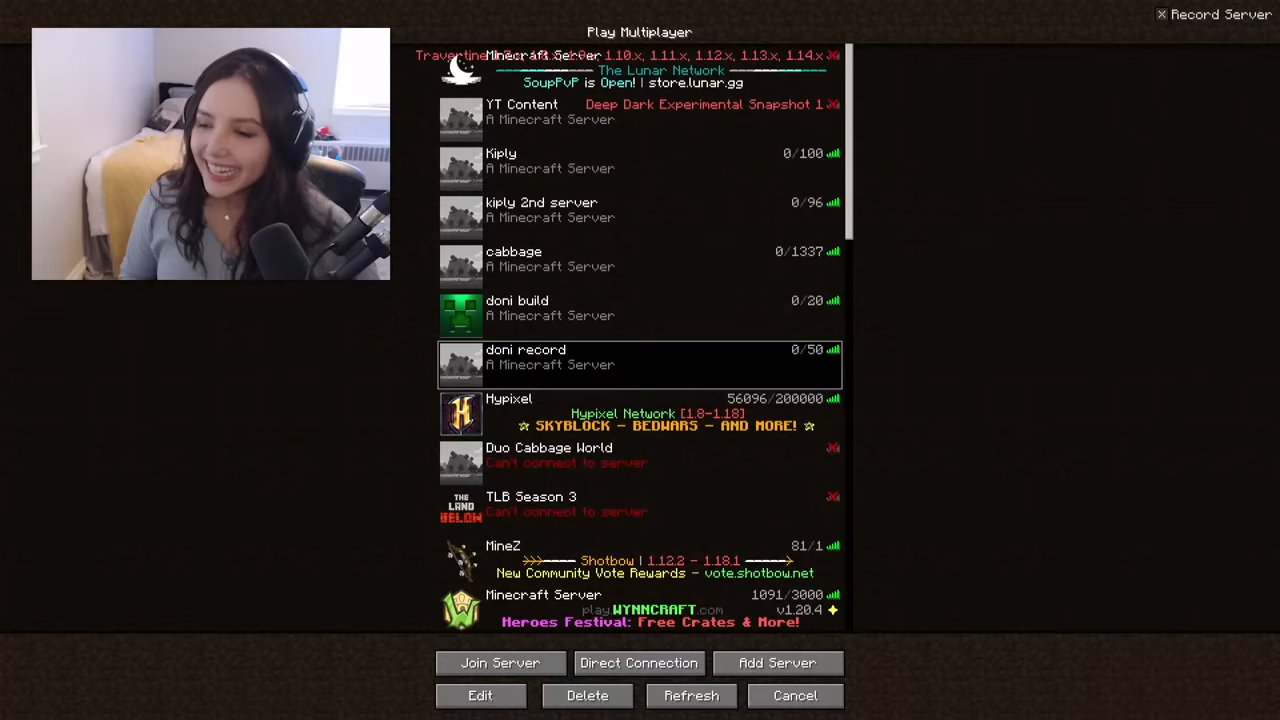 Record Server
Play Multiplayer
Minecraft Server
1.10.x, 1.11.x, 1.12.x, 1.13.x, 1.14.x
The Lunar Network
SoupPvP is Open! | store.lunar.gg
YT Content Deep Dark Experimental Snapshot 1
A Minecraft Server
Kiply 0/100
A Minecraft Server
kiply 2nd server 0/96
A Minecraft Server
cabbage 0/1337
A Minecraft Server
doni build 0/20
A Minecraft Server
doni record 0/50
A Minecraft Server
Hypixel 56096/200000
Hypixel Network [1.8-1.18]
☆ SKYBLOCK - BEDWARS - AND MORE! ☆
Duo Cabbage World
Can't connect to server
THE LAND BELOW
TLB Season 3
Can't connect to server
MineZ 81/1
Shotbow | 1.12.2 - 1.18.1
New Community Vote Rewards - vote.shotbow.net
Minecraft Server 1091/3000
play.WYNNCRAFT.com v1.20.4
Heroes Festival: Free Crates & More!
Join Server Direct Connection Add Server
Edit Delete Refresh Cancel